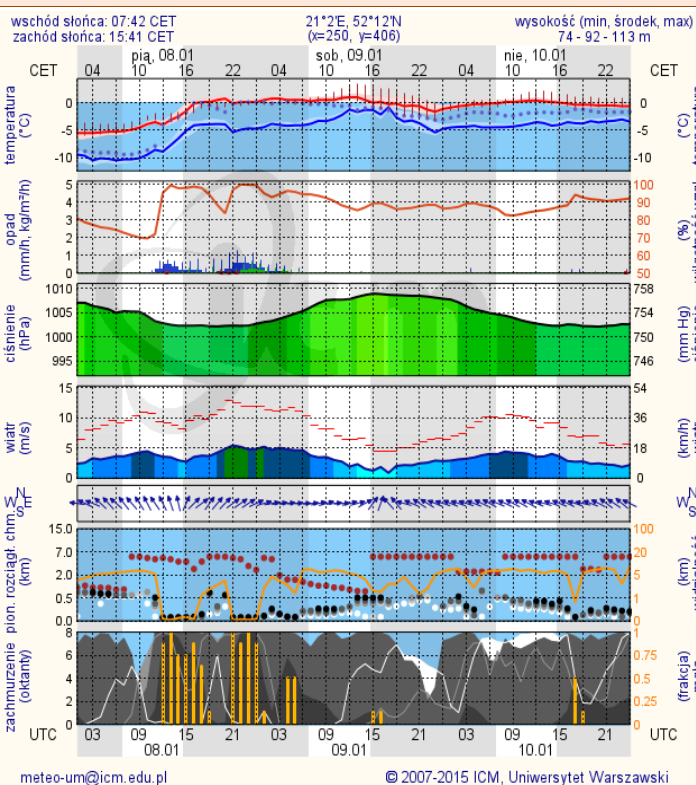 wschód słońca: 07:42 CET 21°2'E, 52°12'N wysokość (min, środek, max)
zachód słońca: 15:41 CET (x=250, y=406) 74 - 92 - 113 m
pią, 08.01 sob, 09.01 nie, 10.01
CET 04 10 16 22 04 10 16 22 04 10 16 22 CET
temperatura
(°C)
0
-5
-10
0
-5
-10
(°C)
opad
(mm/h, kg/m²/h)
5
4
3
2
1
0
100
90
80
70
60
50
(%)
ciśnienie
(hPa)
1010
1005
1000
995
758
754
750
746
(mm Hg)
wiatr
(m/s)
15
10
5
0
54
36
18
0
(km/h)
N
W E
S
N
W
S
pion. rozciągł. chm.
(km)
15.0
7.0
2.0
0.5
0.0
100
20
5
1
0
(km)
zachmurzenie
(oktanty)
8
6
4
2
0
1
0.75
0.5
0.25
0
(frakcja)
UTC 03 09 15 21 03 09 15 21 03 09 15 21 UTC
08.01 09.01 10.01
meteo-um@icm.edu.pl © 2007-2015 ICM, Uniwersytet Warszawski